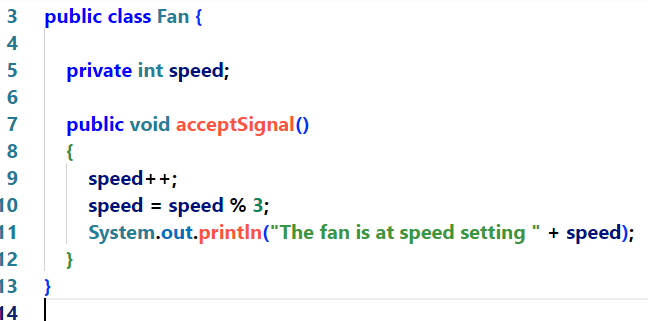 3 public class Fan {
4
5 private int speed;
6
7 public void acceptSignal()
8 {
9 speed++;
10 speed = speed % 3;
11 System.out.println("The fan is at speed setting " + speed);
12 }
13 }
14